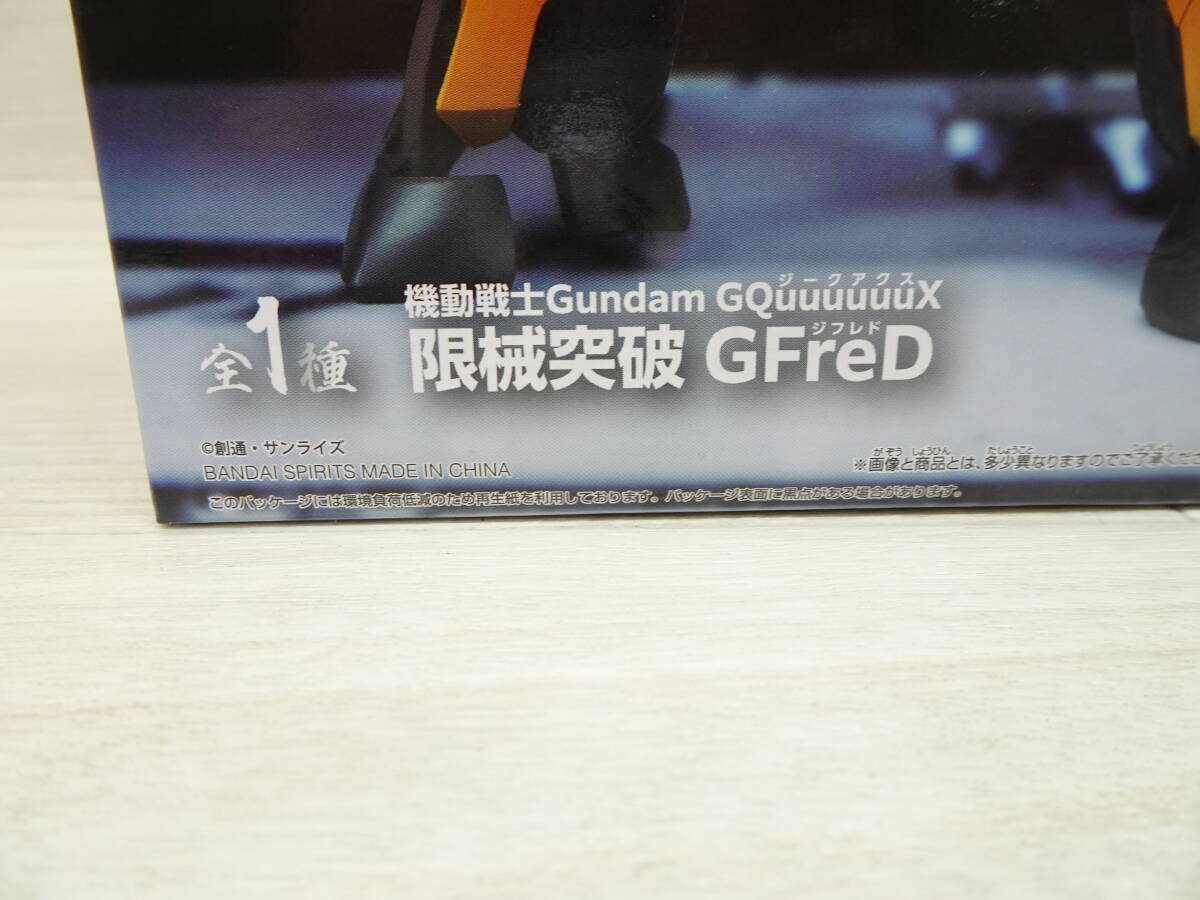 ジークアクス
機動戦士Gundam GQuuuuuuX
ジフレド
限械突破 GFreD
全1種
©創通・サンライズ
BANDAI SPIRITS MADE IN CHINA
がぞう しょうひん たしょうこと りょうしょう
※画像と商品とは、多少異なりますのでご了承くださ
このパッケージには環境負荷低減のため再生紙を利用しております。パッケージ表面に黒点がある場合があります。